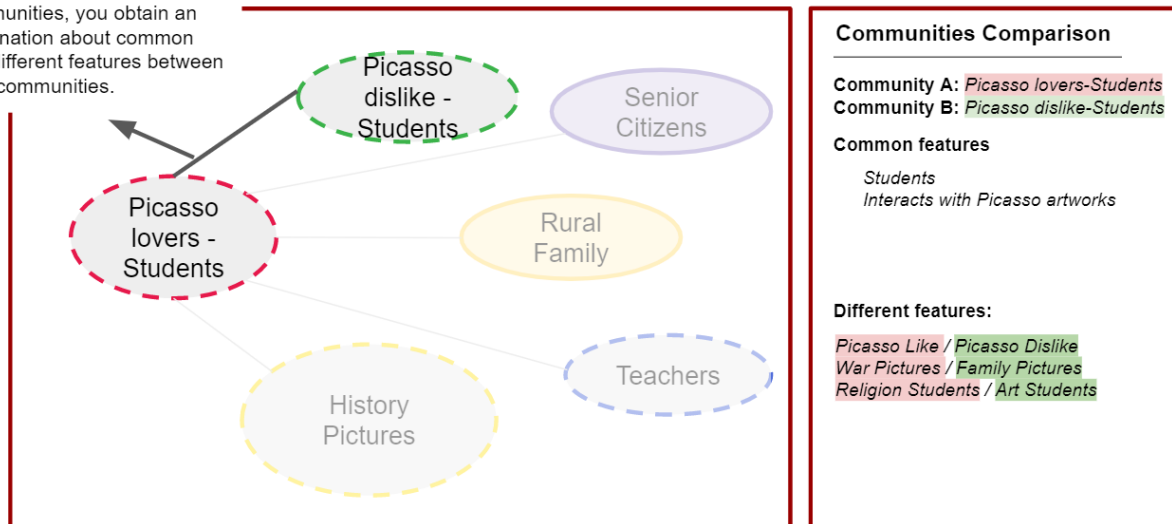 munities, you obtain an
nation about common
ifferent features between
communities.
Picasso
dislike -
Students
Senior
Citizens
Picasso
lovers -
Students
Rural
Family
Teachers
History
Pictures
Communities Comparison
Community A: Picasso lovers-Students
Community B: Picasso dislike-Students
Common features
Students
Interacts with Picasso artworks
Different features:
Picasso Like / Picasso Dislike
War Pictures / Family Pictures
Religion Students / Art Students